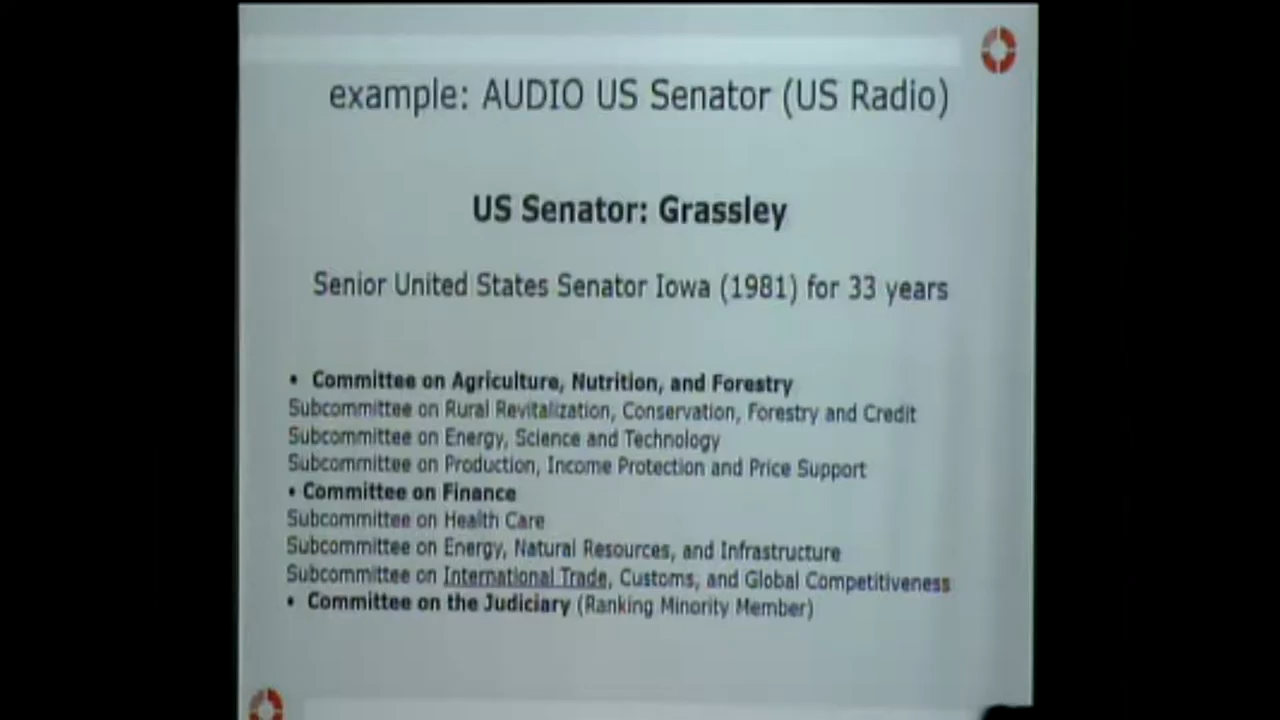 example: AUDIO US Senator (US Radio)
US Senator: Grassley
Senior United States Senator Iowa (1981) for 33 years
• Committee on Agriculture, Nutrition, and Forestry
Subcommittee on Rural Revitalization, Conservation, Forestry and Credit
Subcommittee on Energy, Science and Technology
Subcommittee on Production, Income Protection and Price Support
• Committee on Finance
Subcommittee on Health Care
Subcommittee on Energy, Natural Resources, and Infrastructure
Subcommittee on International Trade, Customs, and Global Competitiveness
• Committee on the Judiciary (Ranking Minority Member)